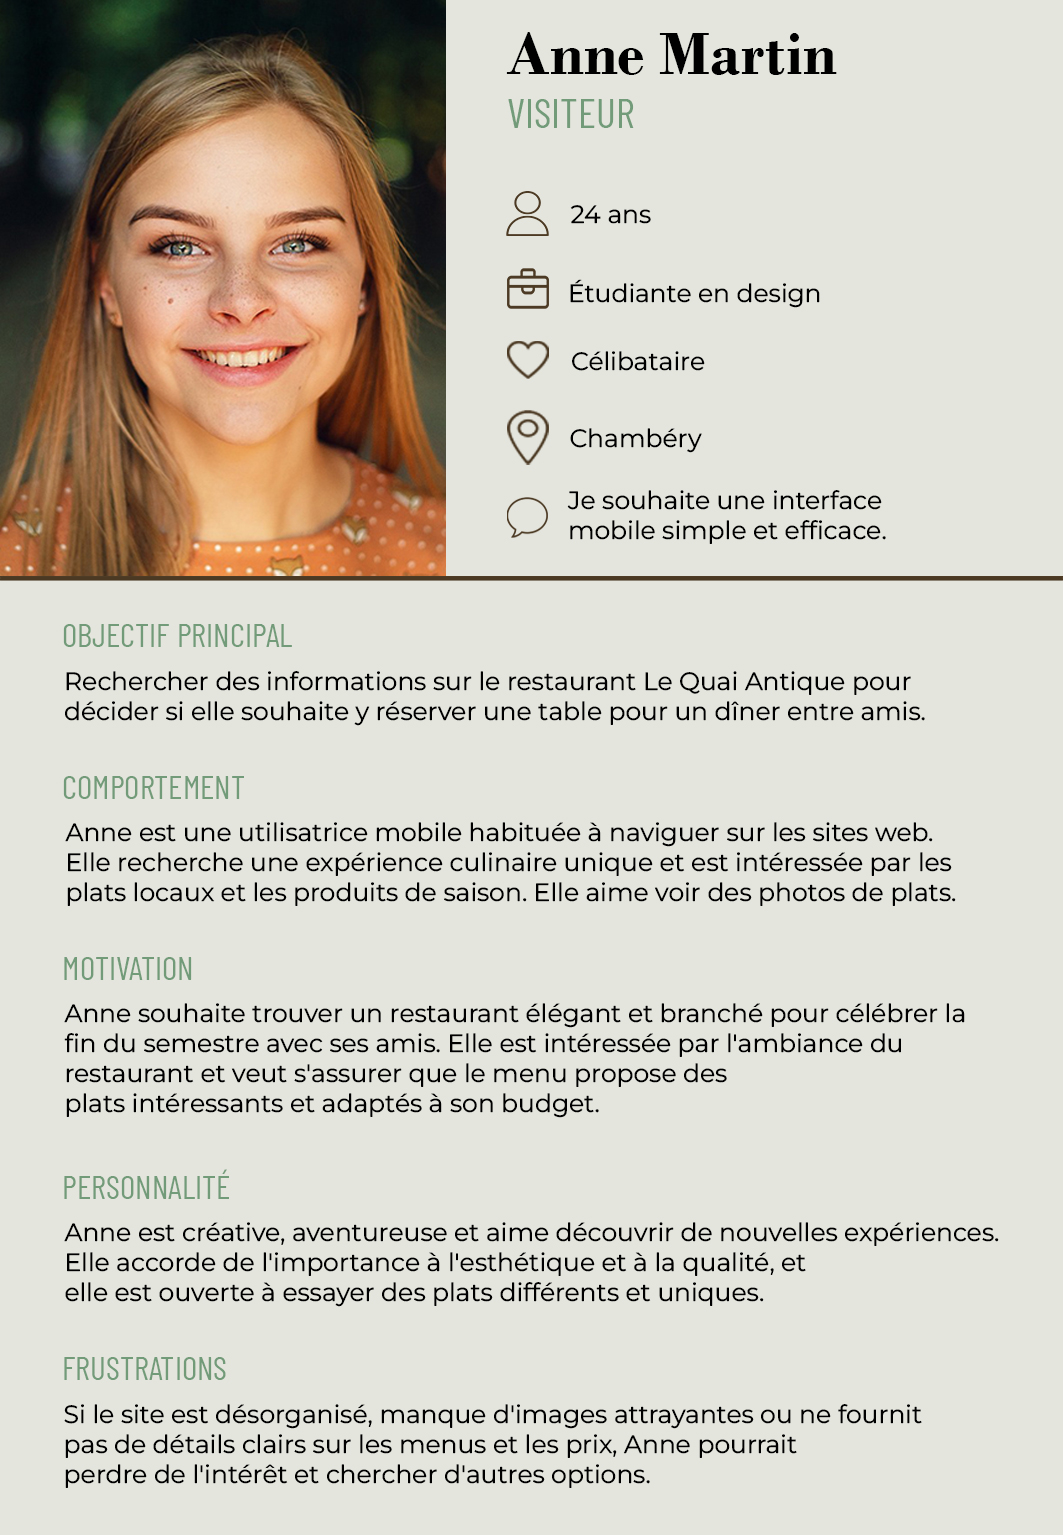 Anne Martin
VISITEUR
24 ans
Étudiante en design
Célibataire
Chambéry
Je souhaite une interface
mobile simple et efficace.
OBJECTIF PRINCIPAL
Rechercher des informations sur le restaurant Le Quai Antique pour
décider si elle souhaite y réserver une table pour un dîner entre amis.
COMPORTEMENT
Anne est une utilisatrice mobile habituée à naviguer sur les sites web.
Elle recherche une expérience culinaire unique et est intéressée par les
plats locaux et les produits de saison. Elle aime voir des photos de plats.
MOTIVATION
Anne souhaite trouver un restaurant élégant et branché pour célébrer la
fin du semestre avec ses amis. Elle est intéressée par l'ambiance du
restaurant et veut s'assurer que le menu propose des
plats intéressants et adaptés à son budget.
PERSONNALITÉ
Anne est créative, aventureuse et aime découvrir de nouvelles expériences.
Elle accorde de l'importance à l'esthétique et à la qualité, et
elle est ouverte à essayer des plats différents et uniques.
FRUSTRATIONS
Si le site est désorganisé, manque d'images attrayantes ou ne fournit
pas de détails clairs sur les menus et les prix, Anne pourrait
perdre de l'intérêt et chercher d'autres options.